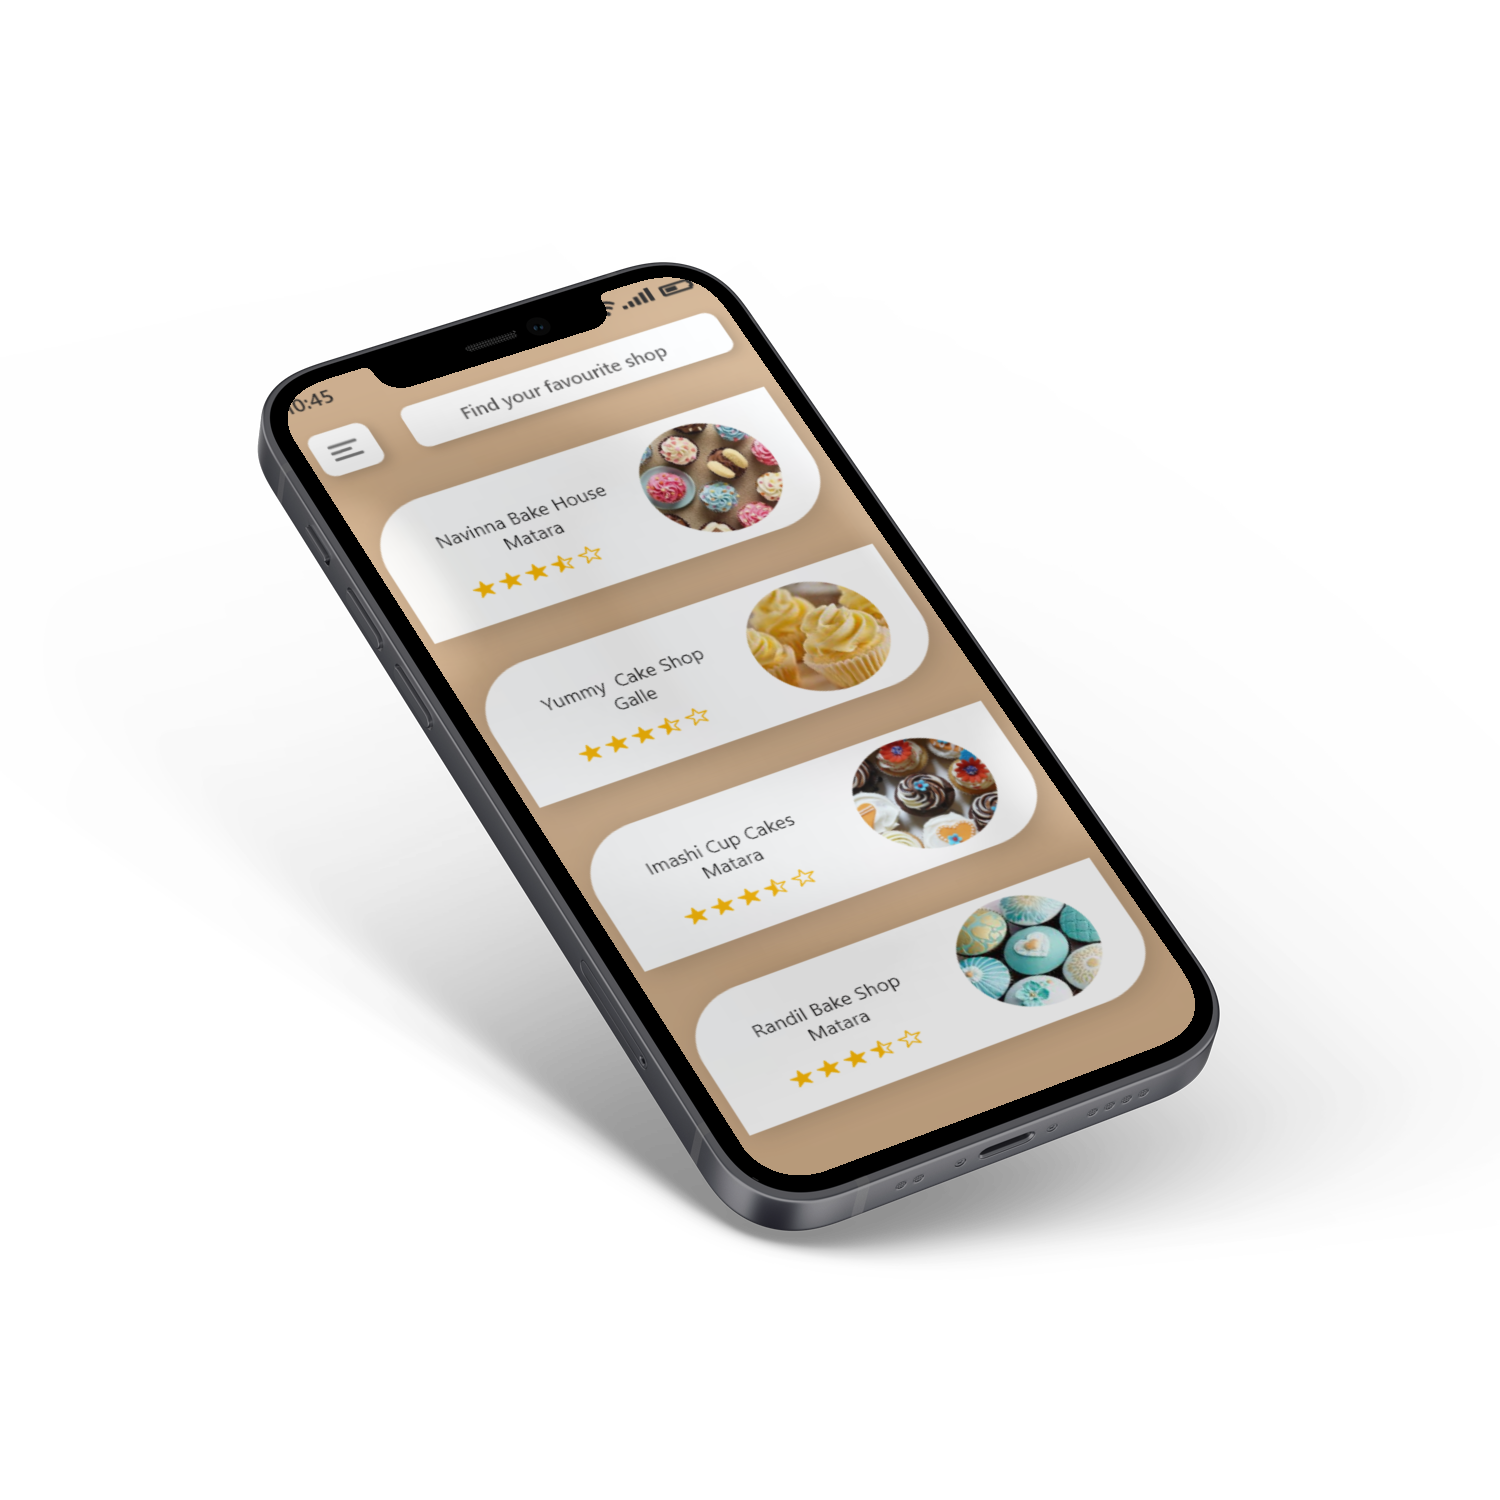 10:45
Find your favourite shop
Navinna Bake House
Matara
Yummy Cake Shop
Galle
Imashi Cup Cakes
Matara
Randil Bake Shop
Matara